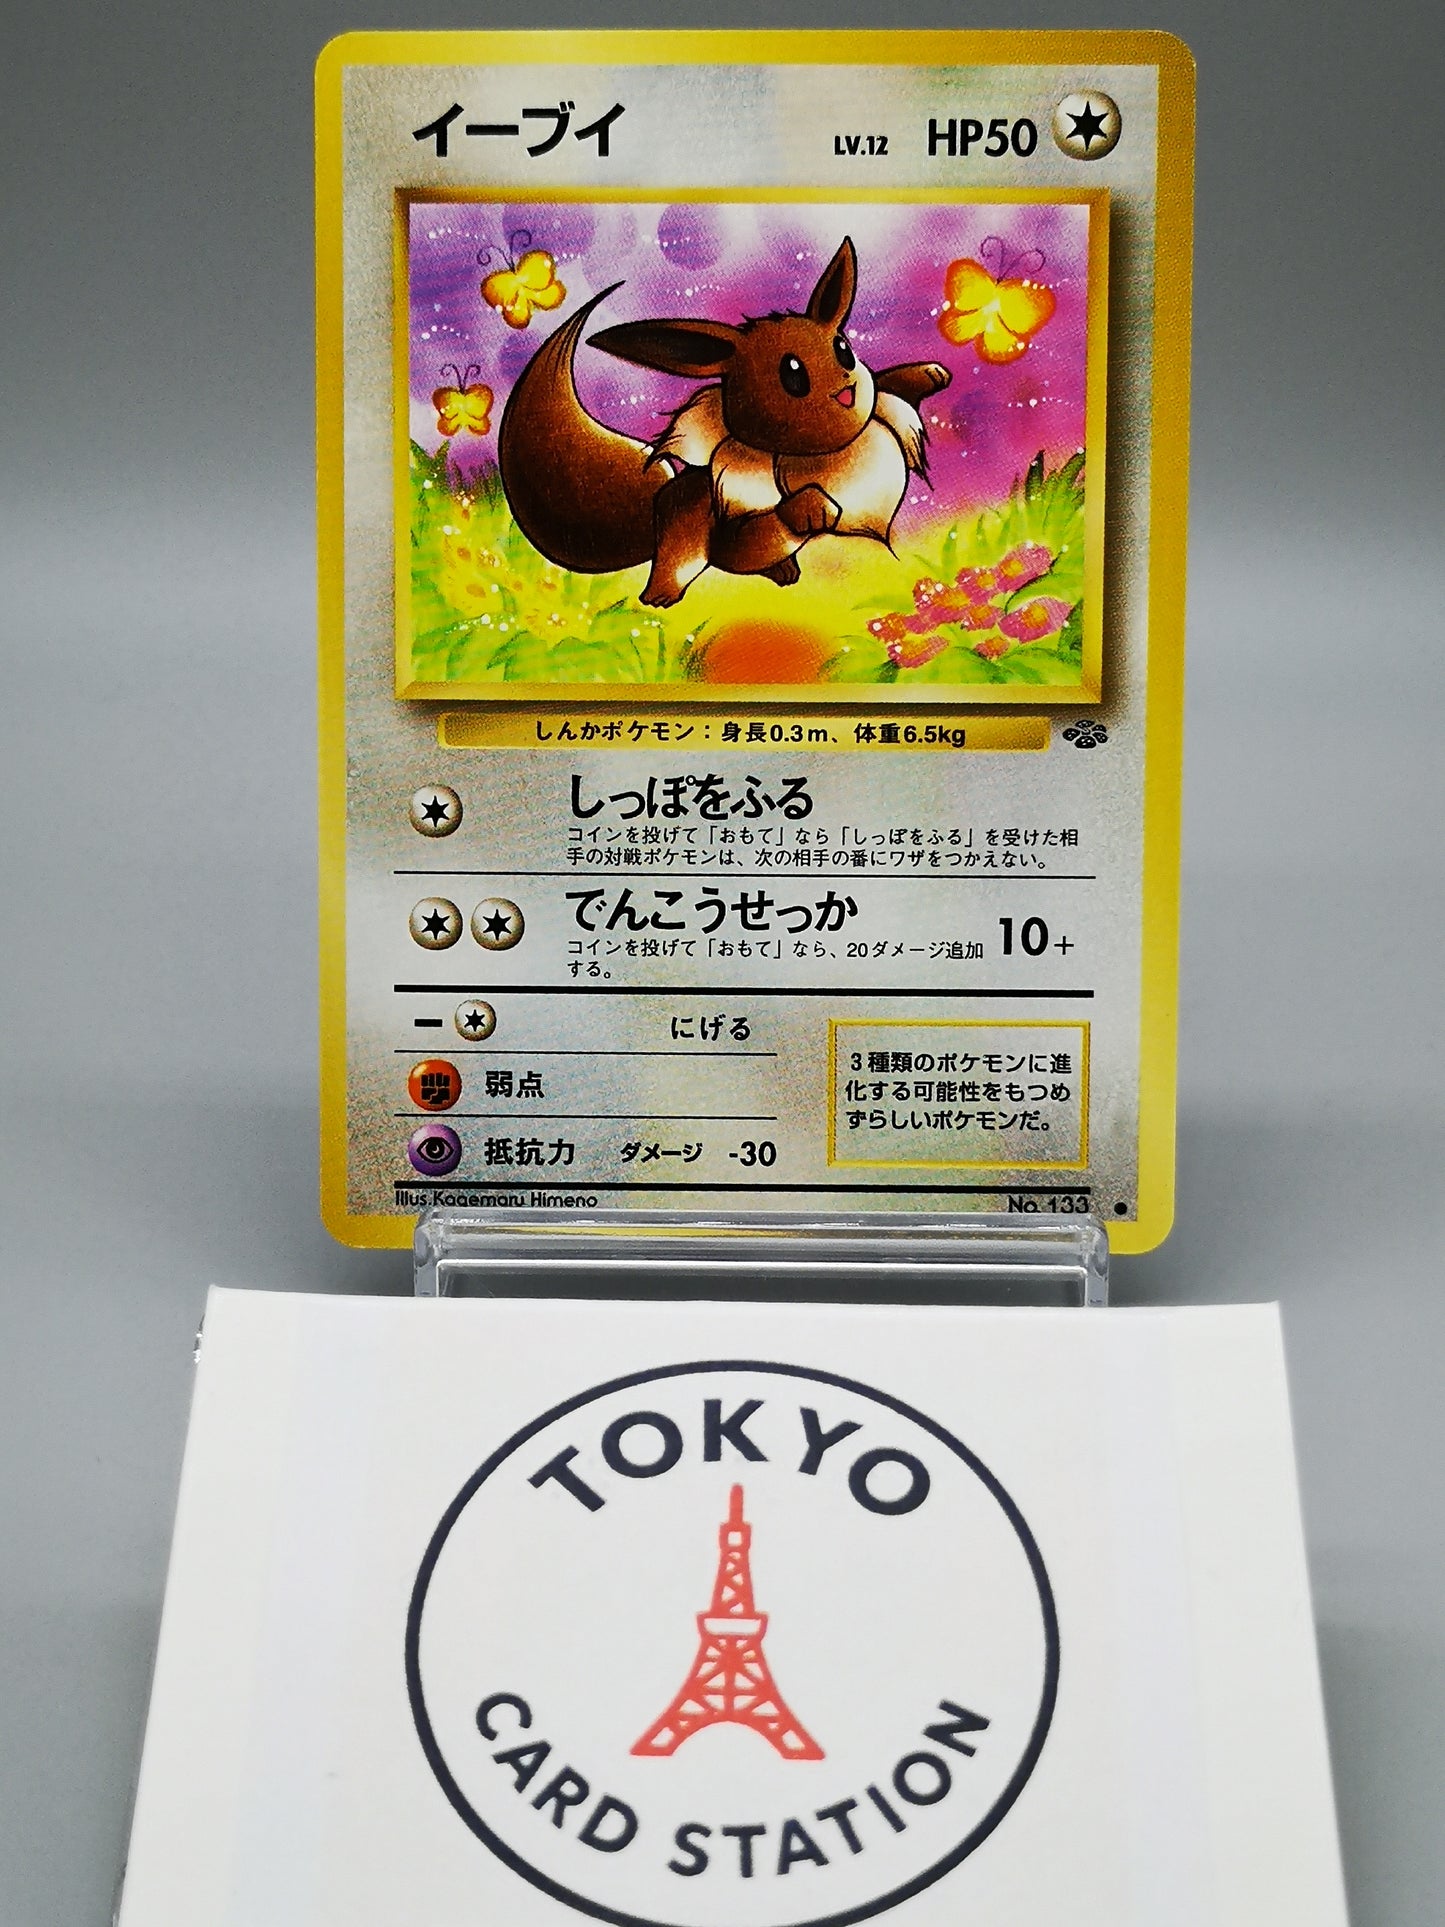 イーブイ LV.12 HP50
しんかポケモン：身長0.3m、体重6.5kg
しっぽをふる
コインを投げて「おもて」なら「しっぽをふる」を受けた相
手の対戦ポケモンは、次の相手の番にワザをつかえない。
でんこうせっか 10+
コインを投げて「おもて」なら、20ダメージ追加
する。
− にげる
弱点
抵抗力 ダメージ -30
3種類のポケモンに進
化する可能性をもつめ
ずらしいポケモンだ。
Illus.Kagemaru Himeno No. 133
TOKYO
CARD STATION